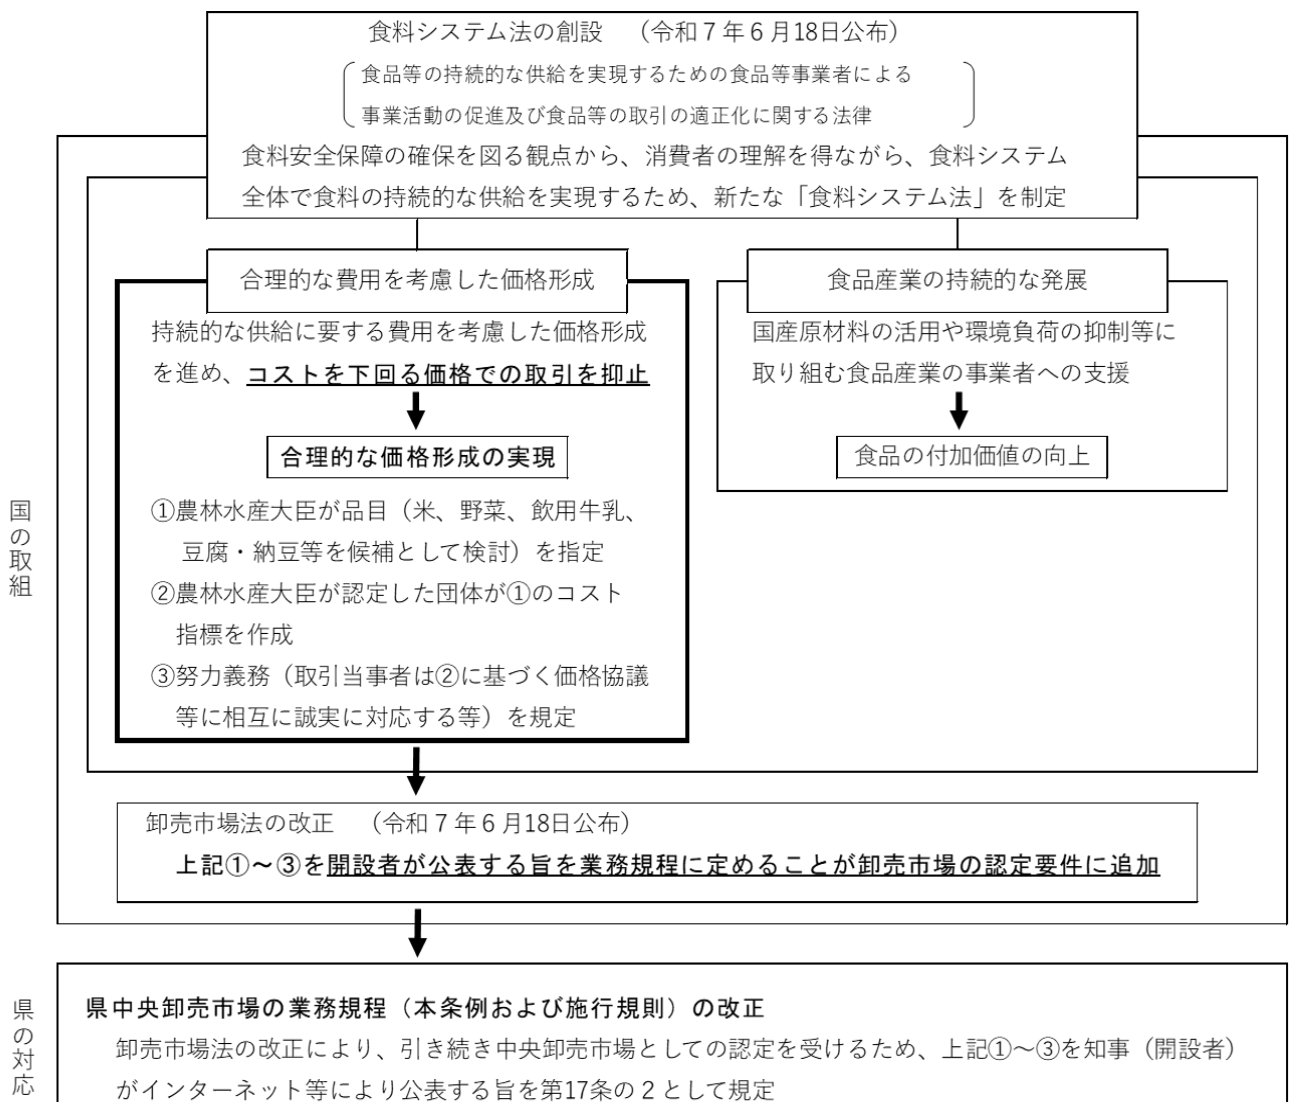 食料システム法の創設　（令和７年６月18日公布）
食品等の持続的な供給を実現するための食品等事業者による
事業活動の促進及び食品等の取引の適正化に関する法律
食料安全保障の確保を図る観点から、消費者の理解を得ながら、食料システム
全体で食料の持続的な供給を実現するため、新たな「食料システム法」を制定
合理的な費用を考慮した価格形成
持続的な供給に要する費用を考慮した価格形成
を進め、コストを下回る価格での取引を抑止
合理的な価格形成の実現
①農林水産大臣が品目（米、野菜、飲用牛乳、
豆腐・納豆等を候補として検討）を指定
②農林水産大臣が認定した団体が①のコスト
指標を作成
③努力義務（取引当事者は②に基づく価格協議
等に相互に誠実に対応する等）を規定
食品産業の持続的な発展
国産原材料の活用や環境負荷の抑制等に
取り組む食品産業の事業者への支援
食品の付加価値の向上
国の取組
卸売市場法の改正　（令和７年６月18日公布）
上記①～③を開設者が公表する旨を業務規程に定めることが卸売市場の認定要件に追加
県の対応
県中央卸売市場の業務規程（本条例および施行規則）の改正
卸売市場法の改正により、引き続き中央卸売市場としての認定を受けるため、上記①～③を知事（開設者）
がインターネット等により公表する旨を第17条の２として規定